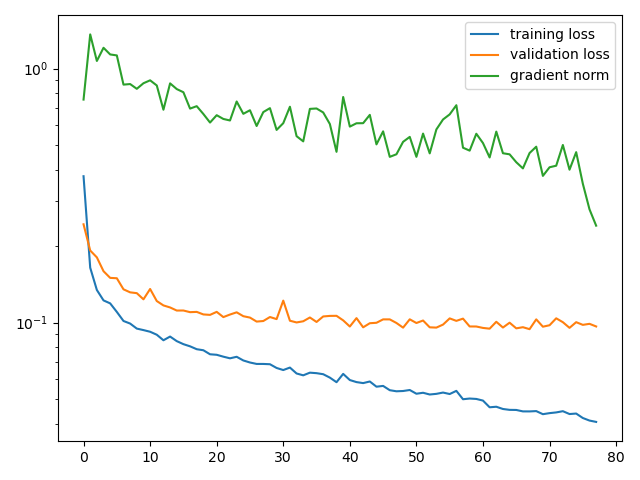 training loss
validation loss
gradient norm
10⁰
10⁻¹
0 10 20 30 40 50 60 70 80